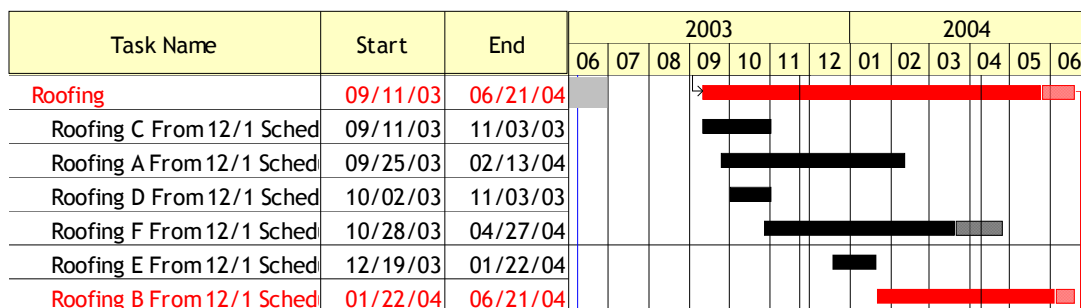 Task Name Start End 2003 2004
06 07 08 09 10 11 12 01 02 03 04 05 06
Roofing 09/11/03 06/21/04
Roofing C From 12/1 Sched 09/11/03 11/03/03
Roofing A From 12/1 Sched 09/25/03 02/13/04
Roofing D From 12/1 Sched 10/02/03 11/03/03
Roofing F From 12/1 Sched 10/28/03 04/27/04
Roofing E From 12/1 Sched 12/19/03 01/22/04
Roofing B From 12/1 Sched 01/22/04 06/21/04